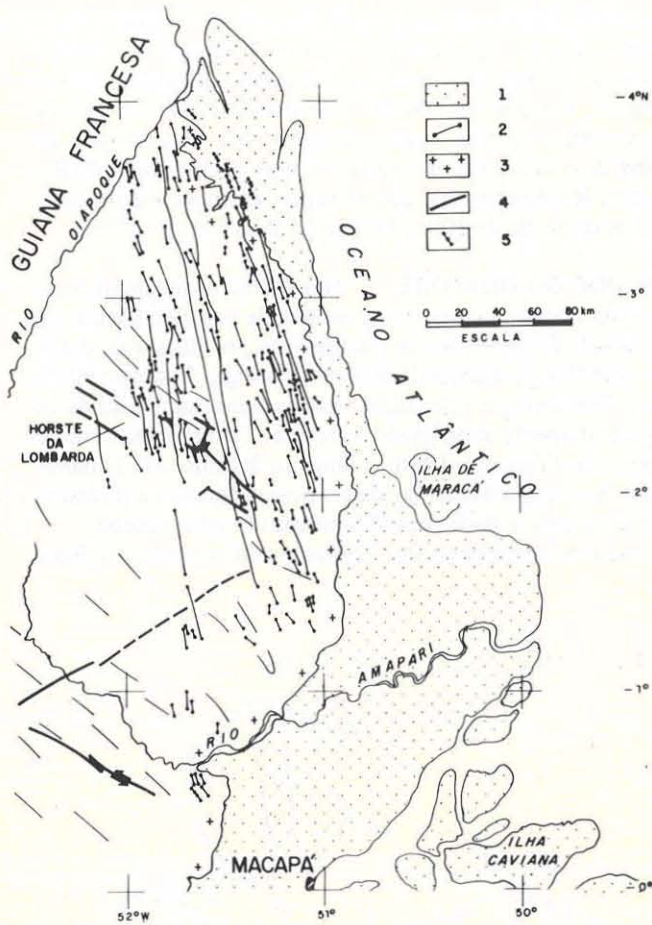 GUIANA FRANCESA
RIO OIAPOQUE
1
2
3
4
5
-4°N
0 20 40 60 80 km
ESCALA
OCEANO ATLÂNTICO
-3°
HORSTE
DA
LOMBARDA
ILHA DE
MARACÁ
-2°
RIO AMAPARI
-1°
MACAPÁ
ILHA
CAVIANA
-0°
52°W
51°
50°